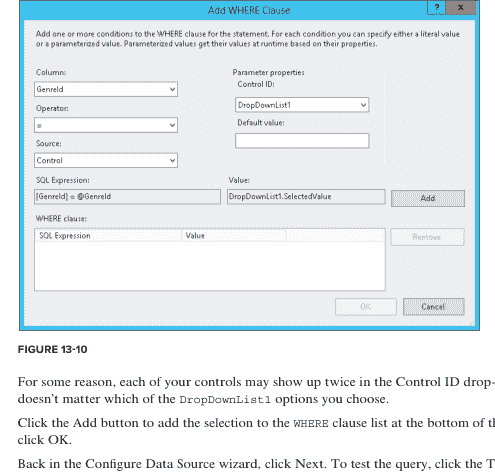 Add WHERE Clause
? x
Add one or more conditions to the WHERE clause for the statement. For each condition you can specify either a literal value
or a parameterized value. Parameterized values get their values at runtime based on their properties.
Column:
GenreId
Operator:
=
Source:
Control
Parameter properties
Control ID:
DropDownList1
Default value:
SQL Expression:
[GenreId] = @GenreId
Value:
DropDownList1.SelectedValue
Add
WHERE clause:
SQL Expression Value
Remove
OK Cancel
FIGURE 13-10
For some reason, each of your controls may show up twice in the Control ID drop-
doesn't matter which of the DropDownList1 options you choose.
Click the Add button to add the selection to the WHERE clause list at the bottom of
click OK.
Back in the Configure Data Source wizard, click Next. To test the query, click the T